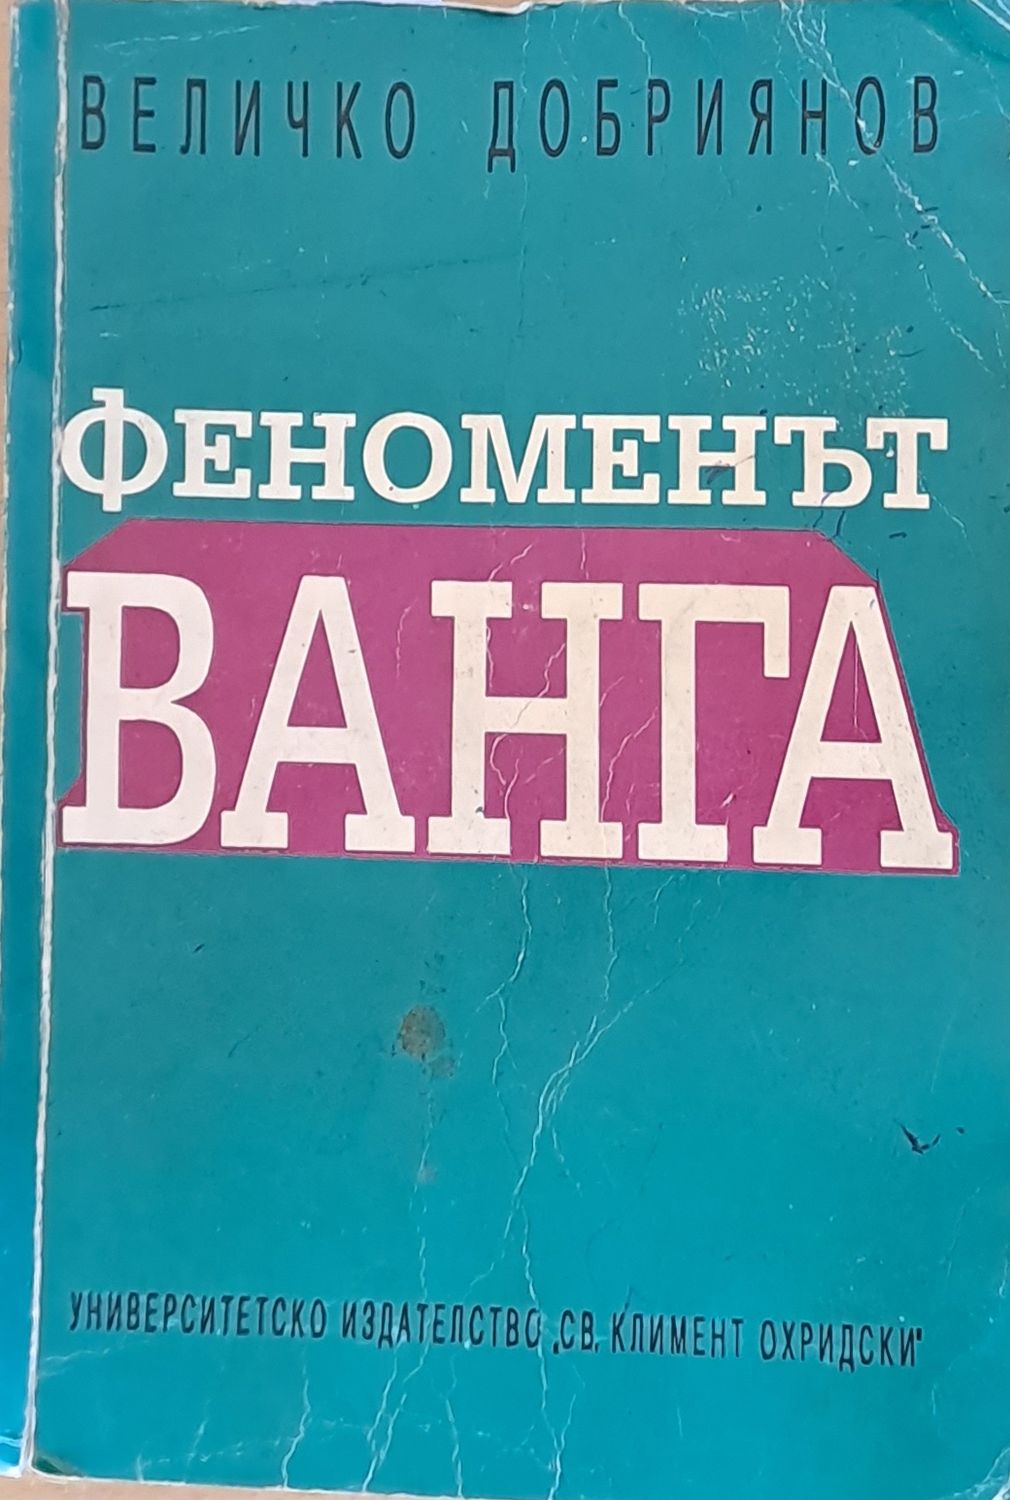 ВЕЛИЧКО ДОБРИЯНОВ
ФЕНОМЕНЪТ
ВАНГА
УНИВЕРСИТЕТСКО ИЗДАТЕЛСТВО „СВ. КЛИМЕНТ ОХРИДСКИ"